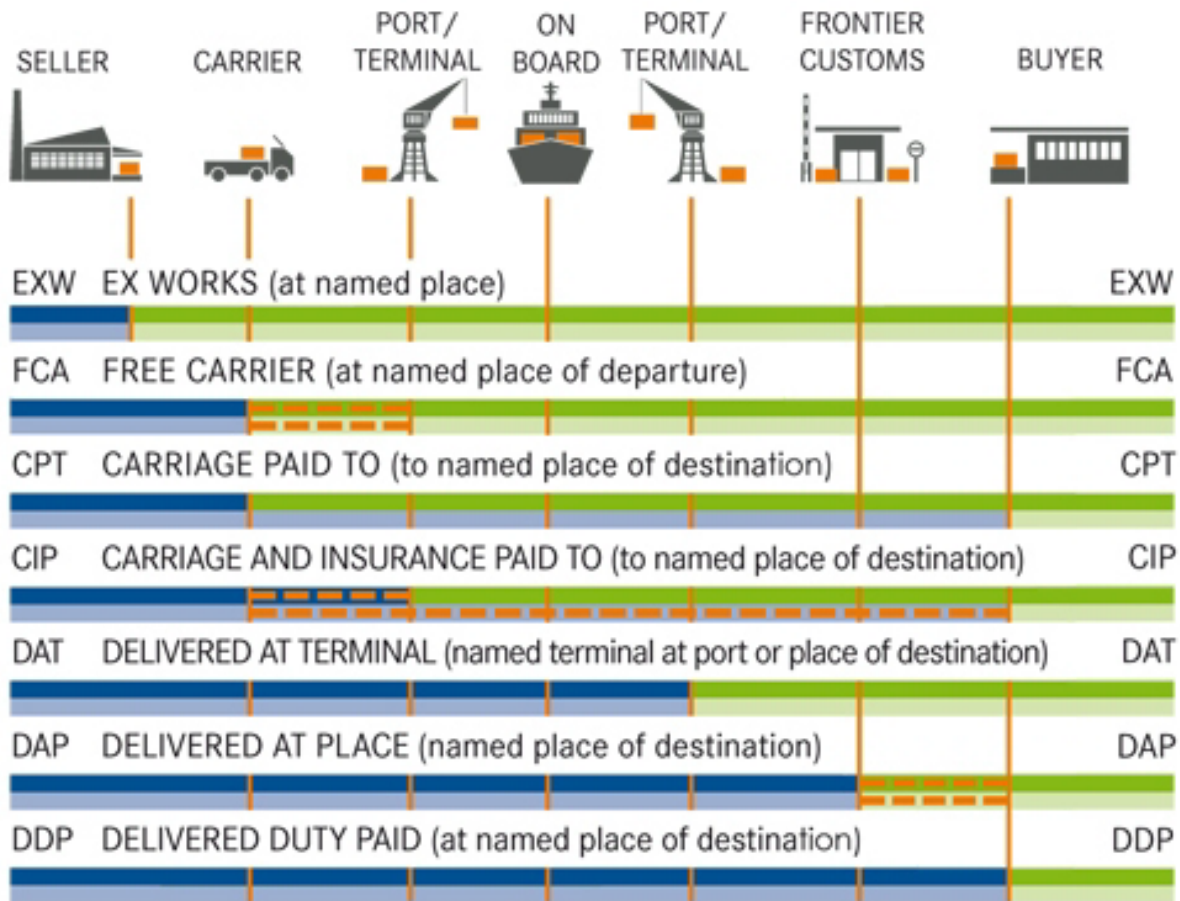 SELLER
CARRIER
PORT/
TERMINAL
ON
BOARD
PORT/
TERMINAL
FRONTIER
CUSTOMS
BUYER
EXW EX WORKS (at named place) EXW
FCA FREE CARRIER (at named place of departure) FCA
CPT CARRIAGE PAID TO (to named place of destination) CPT
CIP CARRIAGE AND INSURANCE PAID TO (to named place of destination) CIP
DAT DELIVERED AT TERMINAL (named terminal at port or place of destination) DAT
DAP DELIVERED AT PLACE (named place of destination) DAP
DDP DELIVERED DUTY PAID (at named place of destination) DDP